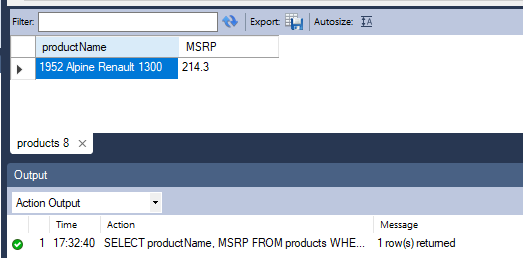 Filter: Export: Autosize: IA
productName MSRP
1952 Alpine Renault 1300 214.3
products 8 ×
Output
Action Output
Time Action Message
1 17:32:40 SELECT productName, MSRP FROM products WHE... 1 row(s) returned